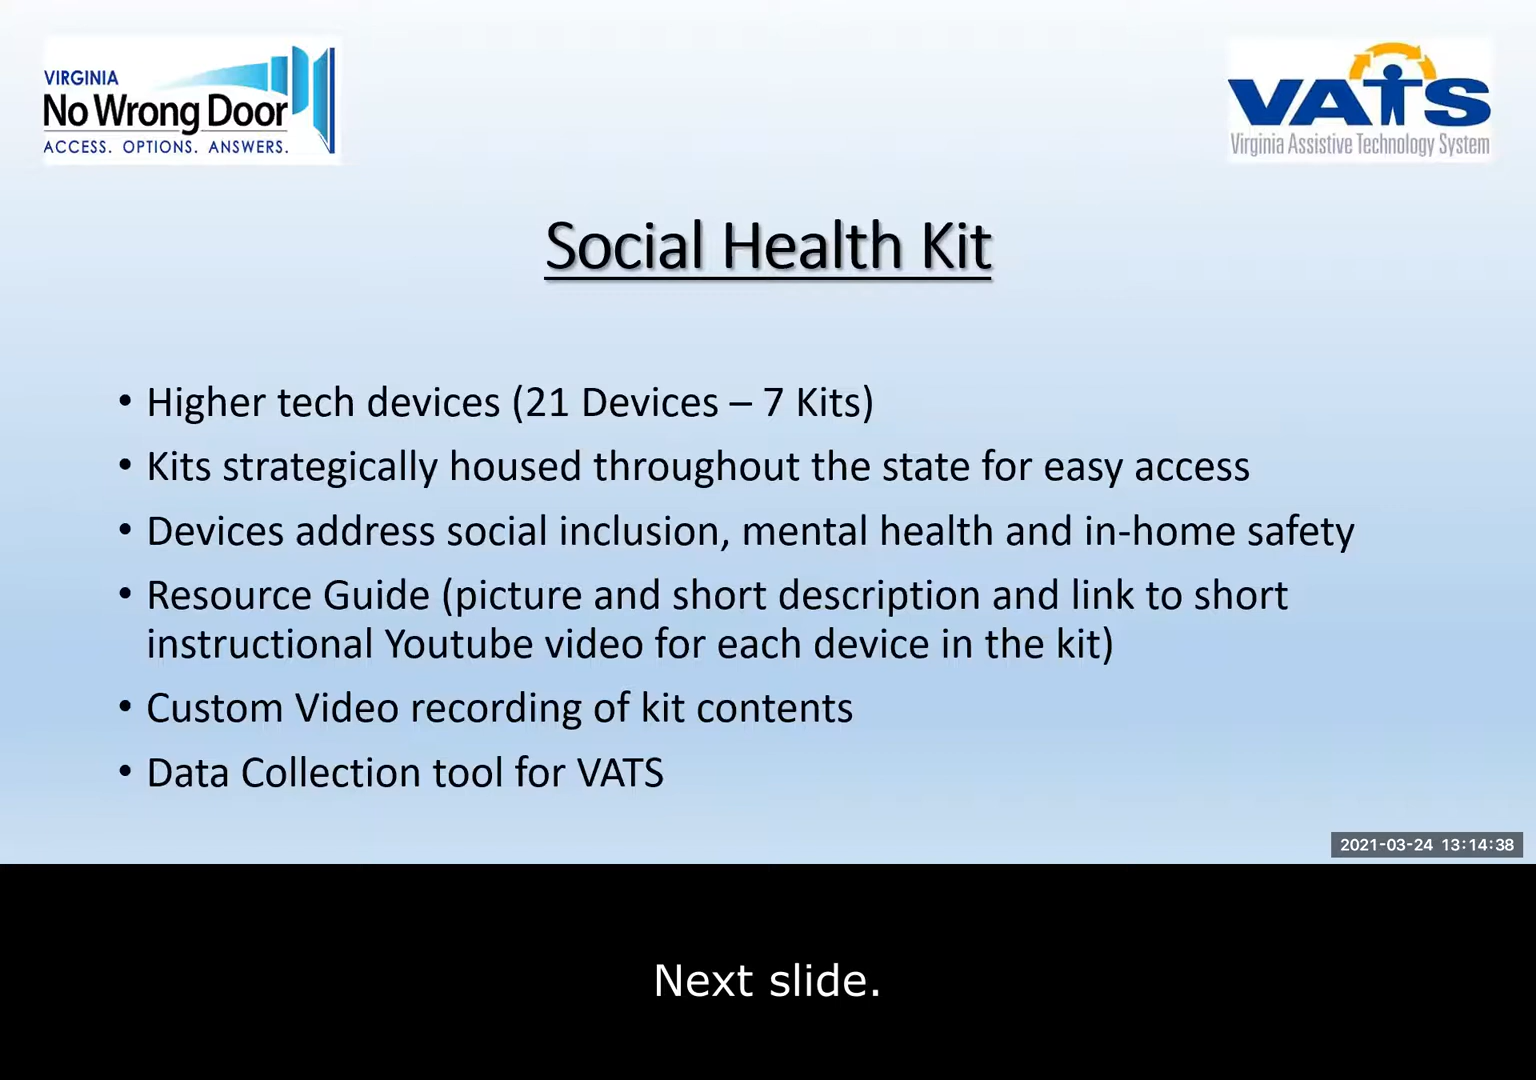 VIRGINIA
No Wrong Door
ACCESS. OPTIONS. ANSWERS.
VATS
Virginia Assistive Technology System
Social Health Kit
• Higher tech devices (21 Devices – 7 Kits)
• Kits strategically housed throughout the state for easy access
• Devices address social inclusion, mental health and in-home safety
• Resource Guide (picture and short description and link to short
instructional Youtube video for each device in the kit)
• Custom Video recording of kit contents
• Data Collection tool for VATS
2021-03-24 13:14:38
Next slide.